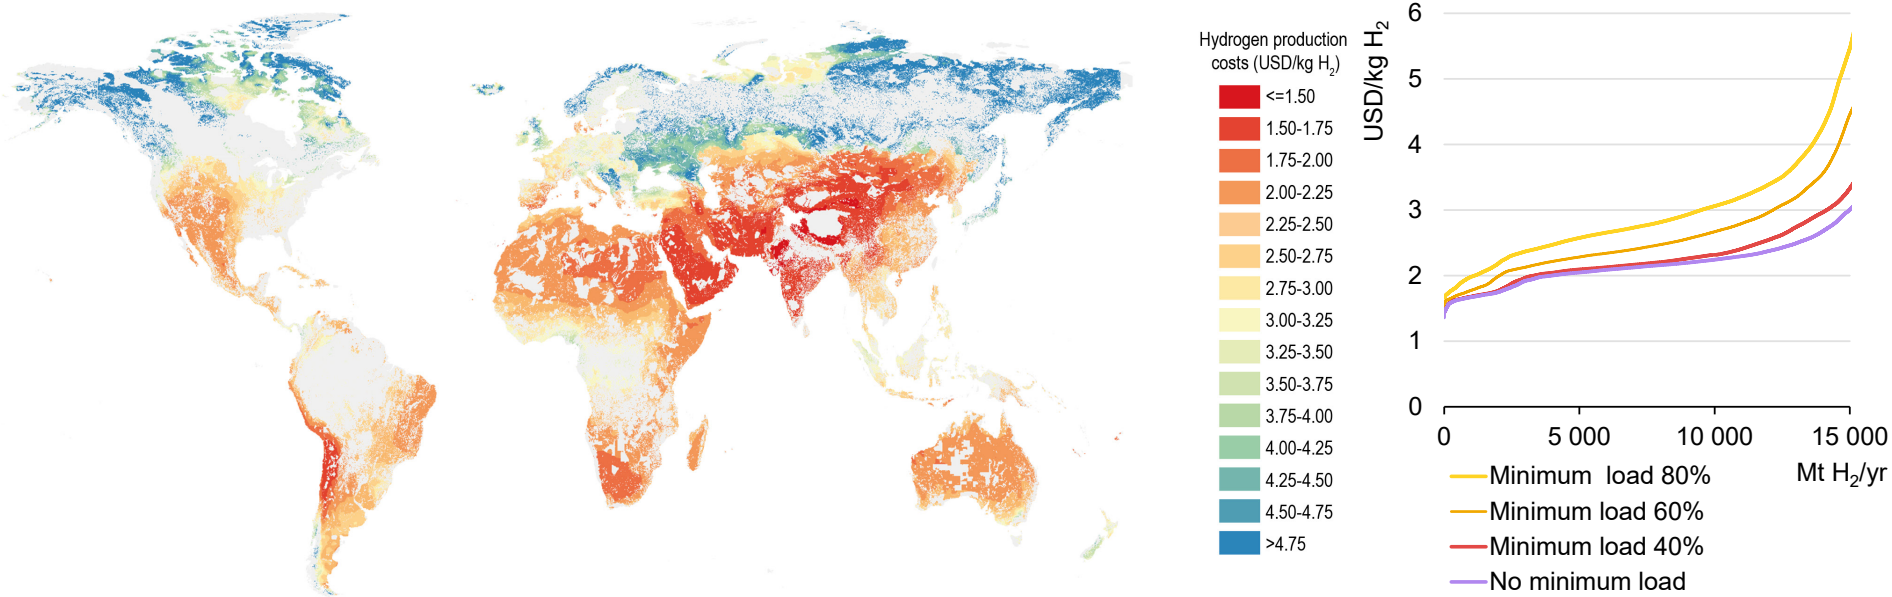 Hydrogen production
costs (USD/kg H₂)
<=1.50
1.50-1.75
1.75-2.00
2.00-2.25
2.25-2.50
2.50-2.75
2.75-3.00
3.00-3.25
3.25-3.50
3.50-3.75
3.75-4.00
4.00-4.25
4.25-4.50
4.50-4.75
>4.75
USD/kg H₂
6
5
4
3
2
1
0
0 5 000 10 000 15 000
Mt H₂/yr
Minimum load 80%
Minimum load 60%
Minimum load 40%
No minimum load